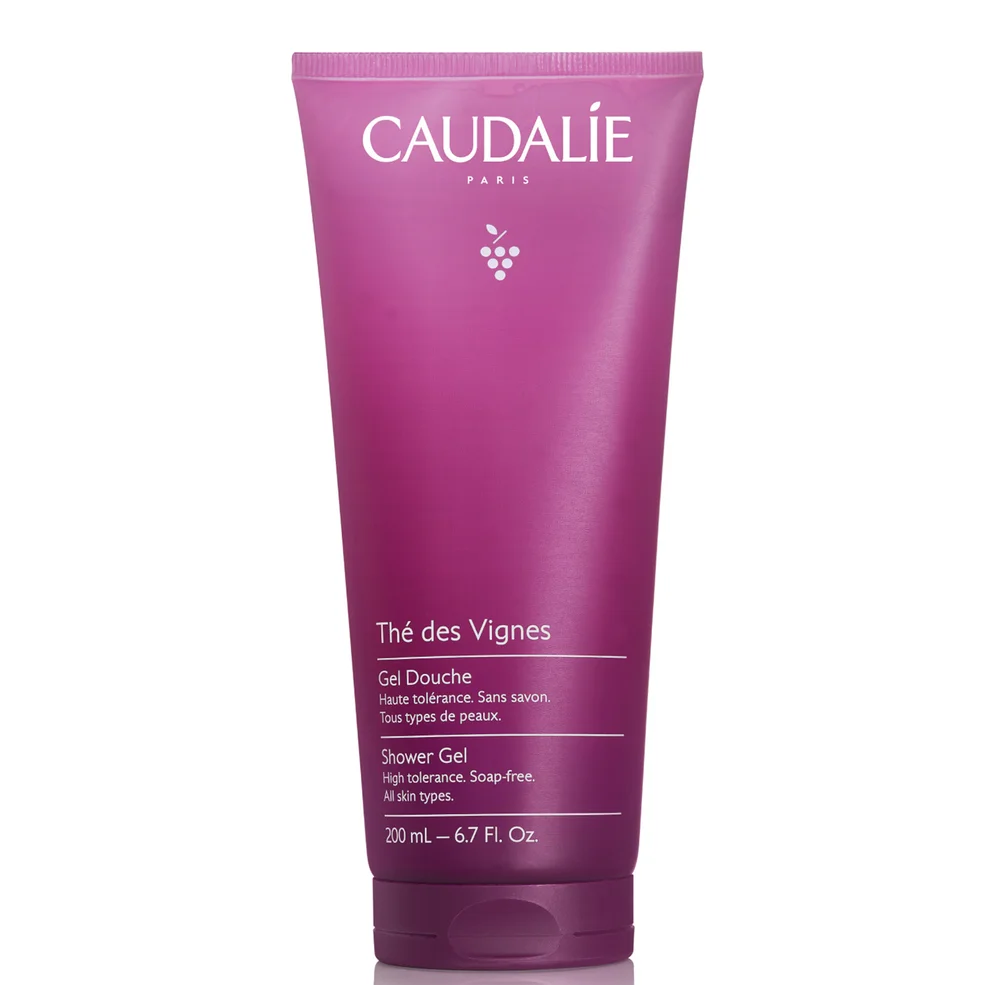 CAUDALÍE
PARIS
Thé des Vignes
Gel Douche
Haute tolérance. Sans savon.
Tous types de peaux.
Shower Gel
High tolerance. Soap-free.
All skin types.
200 mL – 6.7 Fl. Oz.